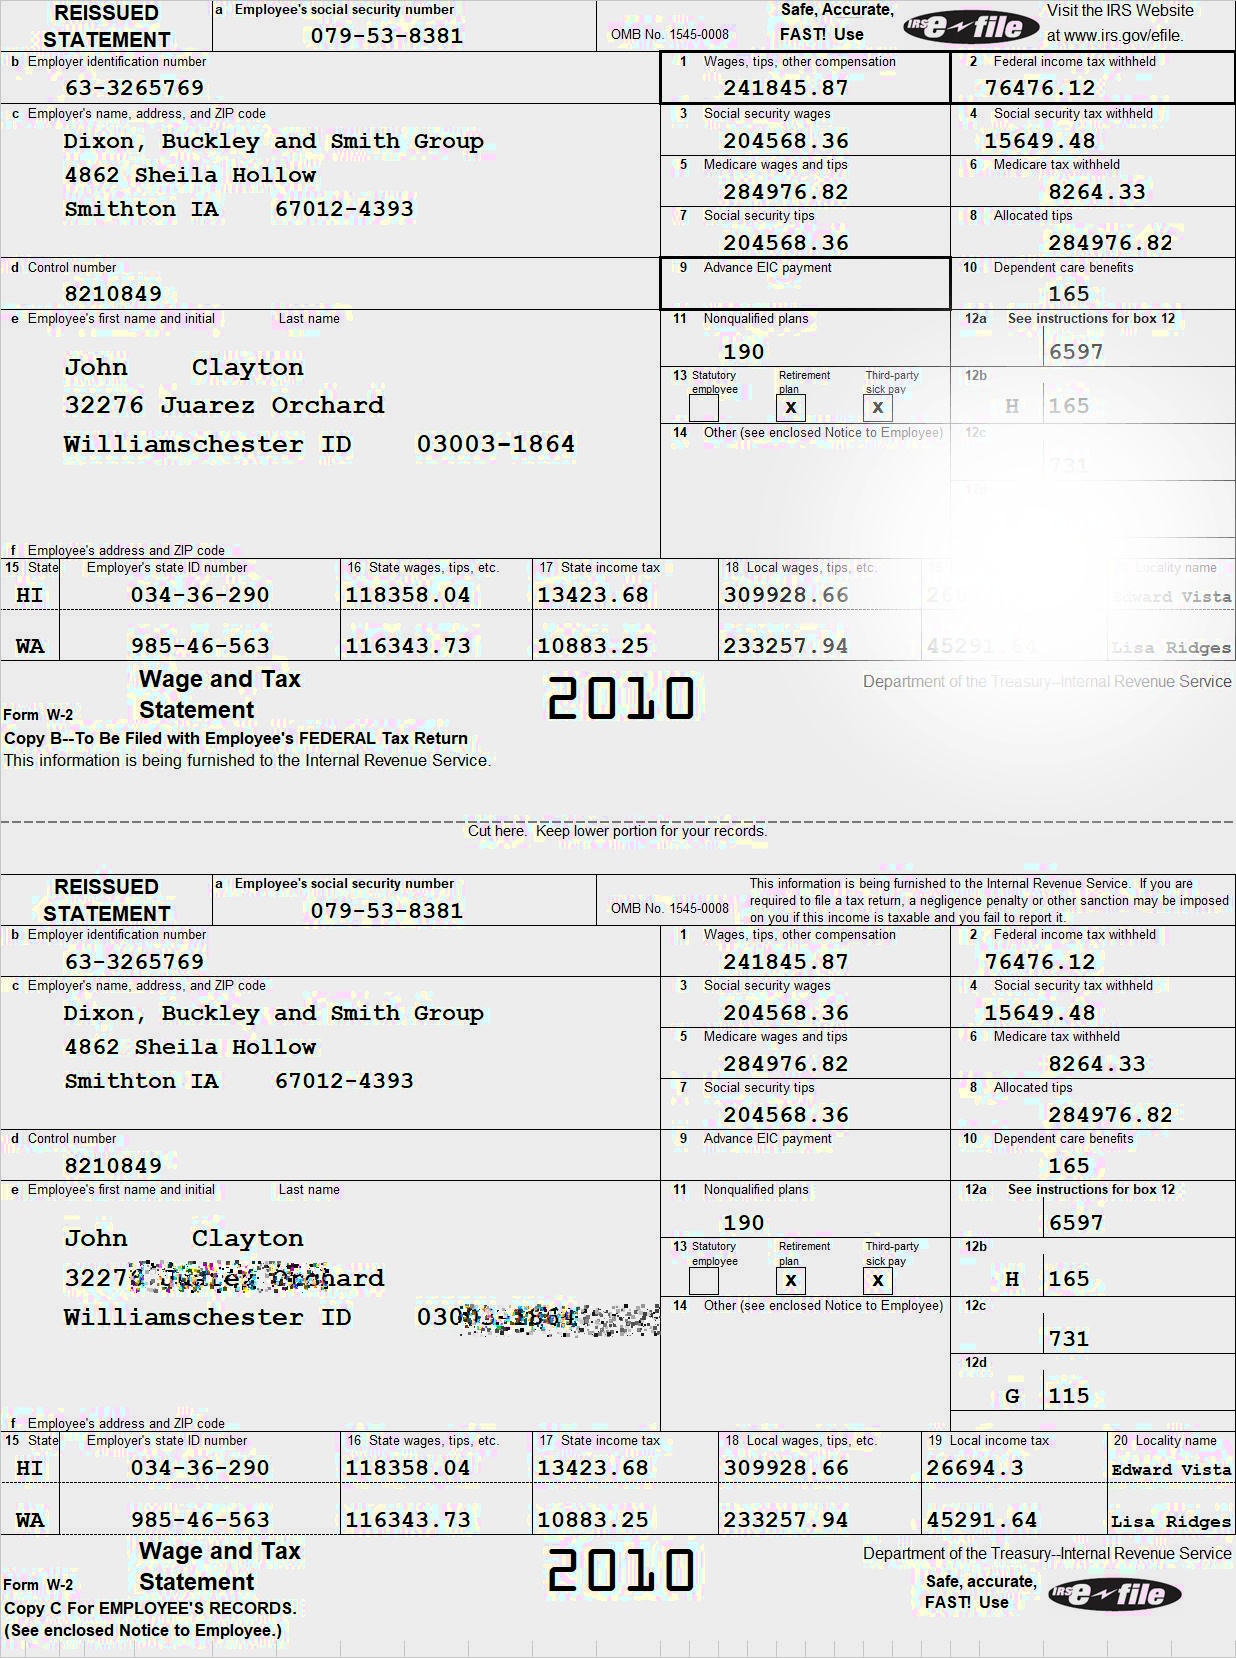 REISSUED STATEMENT
a Employee's social security number
079-53-8381
OMB No. 1545-0008
Safe, Accurate, FAST! Use
IRS e-file
Visit the IRS Website at www.irs.gov/efile.
b Employer identification number
63-3265769
1 Wages, tips, other compensation
241845.87
2 Federal income tax withheld
76476.12
c Employer's name, address, and ZIP code
Dixon, Buckley and Smith Group
4862 Sheila Hollow
Smithton IA 67012-4393
3 Social security wages
204568.36
4 Social security tax withheld
15649.48
5 Medicare wages and tips
284976.82
6 Medicare tax withheld
8264.33
7 Social security tips
204568.36
8 Allocated tips
284976.82
d Control number
8210849
9 Advance EIC payment
10 Dependent care benefits
165
e Employee's first name and initial Last name
John Clayton
32276 Juarez Orchard
Williamschester ID 03003-1864
f Employee's address and ZIP code
11 Nonqualified plans
190
12a See instructions for box 12
6597
13 Statutory employee
Retirement plan
X
Third-party sick pay
X
12b
H 165
14 Other (see enclosed Notice to Employee)
12c
731
15 State Employer's state ID number 16 State wages, tips, etc. 17 State income tax 18 Local wages, tips, etc. Locality name
HI 034-36-290 118358.04 13423.68 309928.66 Edward Vista
WA 985-46-563 116343.73 10883.25 233257.94 45291.64 Lisa Ridges
Wage and Tax Statement
Form W-2
2010
Department of the Treasury--Internal Revenue Service
Copy B--To Be Filed with Employee's FEDERAL Tax Return
This information is being furnished to the Internal Revenue Service.
Cut here. Keep lower portion for your records.
REISSUED STATEMENT
a Employee's social security number
079-53-8381
OMB No. 1545-0008
This information is being furnished to the Internal Revenue Service. If you are
required to file a tax return, a negligence penalty or other sanction may be imposed
on you if this income is taxable and you fail to report it.
b Employer identification number
63-3265769
1 Wages, tips, other compensation
241845.87
2 Federal income tax withheld
76476.12
c Employer's name, address, and ZIP code
Dixon, Buckley and Smith Group
4862 Sheila Hollow
Smithton IA 67012-4393
3 Social security wages
204568.36
4 Social security tax withheld
15649.48
5 Medicare wages and tips
284976.82
6 Medicare tax withheld
8264.33
7 Social security tips
204568.36
8 Allocated tips
284976.82
d Control number
8210849
9 Advance EIC payment
10 Dependent care benefits
165
e Employee's first name and initial Last name
John Clayton
Williamschester ID
f Employee's address and ZIP code
11 Nonqualified plans
190
12a See instructions for box 12
6597
13 Statutory employee
Retirement plan
X
Third-party sick pay
X
12b
H 165
14 Other (see enclosed Notice to Employee)
12c
731
12d
G 115
15 State Employer's state ID number 16 State wages, tips, etc. 17 State income tax 18 Local wages, tips, etc. 19 Local income tax 20 Locality name
HI 034-36-290 118358.04 13423.68 309928.66 26694.3 Edward Vista
WA 985-46-563 116343.73 10883.25 233257.94 45291.64 Lisa Ridges
Wage and Tax Statement
Form W-2
2010
Department of the Treasury--Internal Revenue Service
Safe, accurate, FAST! Use
IRS e-file
Copy C For EMPLOYEE'S RECORDS.
(See enclosed Notice to Employee.)